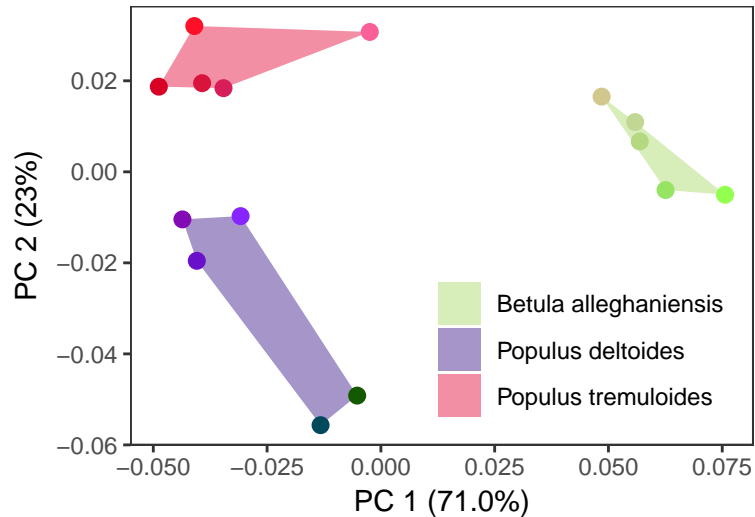 0.02
0.00
−0.02
−0.04
−0.06
PC 2 (23%)
Betula alleghaniensis
Populus deltoides
Populus tremuloides
−0.050 −0.025 0.000 0.025 0.050 0.075
PC 1 (71.0%)